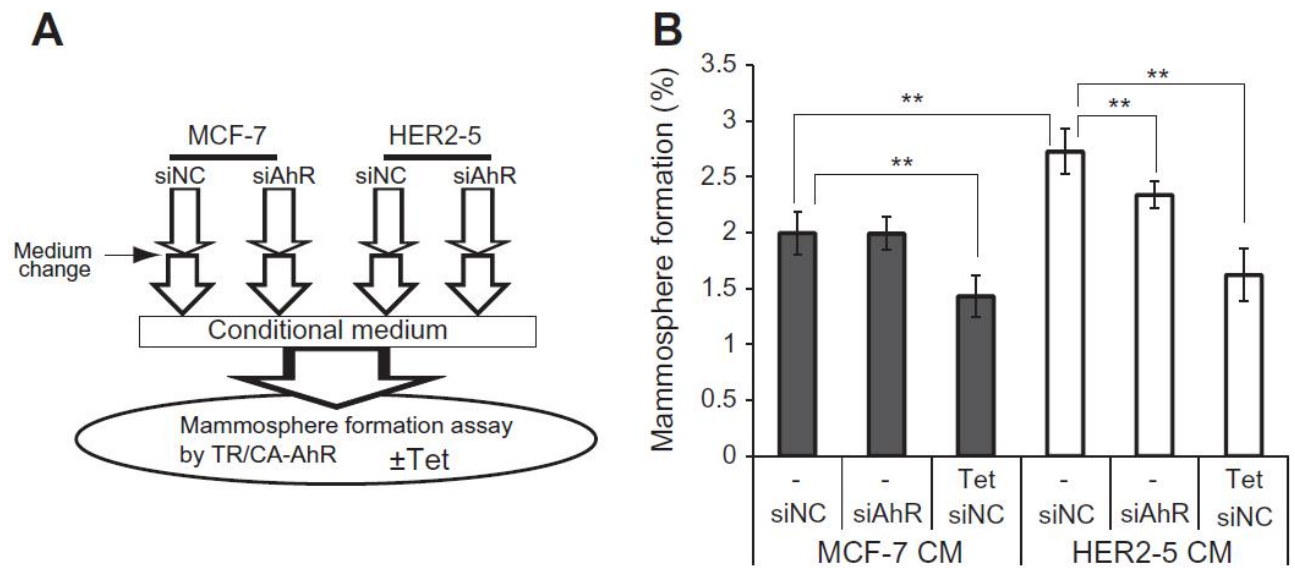 A
MCF-7
HER2-5
siNC siAhR siNC siAhR
Medium
change
Conditional medium
Mammosphere formation assay
by TR/CA-AhR ±Tet
B
Mammosphere formation (%)
3.5
3
2.5
2
1.5
1
0.5
0
**
**
**
**
- - Tet - - Tet
siNC siAhR siNC siNC siAhR siNC
MCF-7 CM HER2-5 CM